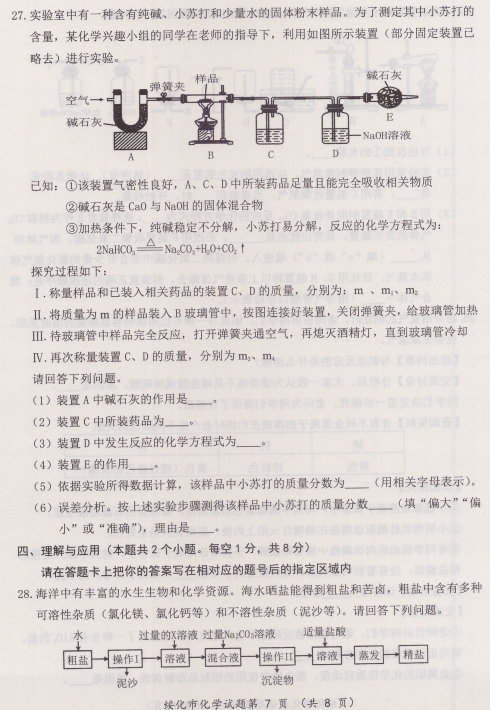 27. 实验室中有一种含有纯碱、小苏打和少量水的固体粉末样品。为了测定其中小苏打的
含量,某化学兴趣小组的同学在老师的指导下,利用如图所示装置(部分固定装置已
略去)进行实验。
样品
碱石灰
弹簧夹
空气
碱石灰
E
NaOH溶液
A
B
C
D
已知:①该装置气密性良好,A、C、D中所装药品足量且能完全吸收相关物质
②碱石灰是 CaO 与 NaOH 的固体混合物
③加热条件下,纯碱稳定不分解,小苏打易分解,反应的化学方程式为:
2NaHCO₃ ≜ Na₂CO₃+H₂O+CO₂↑
探究过程如下:
Ⅰ.称量样品和已装入相关药品的装置 C、D 的质量,分别为:m 、m₁、m₂
Ⅱ.将质量为 m 的样品装入 B 玻璃管中,按图连接好装置,关闭弹簧夹,给玻璃管加热
Ⅲ.待玻璃管中样品完全反应,打开弹簧夹通空气,再熄灭酒精灯,直到玻璃管冷却
Ⅳ.再次称量装置 C、D 的质量,分别为 m₃、m₄
请回答下列问题。
(1)装置 A 中碱石灰的作用是____。
(2)装置 C 中所装药品为____。
(3)装置 D 中发生反应的化学方程式为____。
(4)装置 E 的作用____。
(5)依据实验所得数据计算,该样品中小苏打的质量分数为____(用相关字母表示)。
(6)误差分析。按上述实验步骤测得该样品中小苏打的质量分数____(填“偏大”“偏
小”或“准确”),理由是____。
四、理解与应用(本题共2个小题。每空1分,共8分)
请在答题卡上把你的答案写在相对应的题号后的指定区域内
28. 海洋中有丰富的水生生物和化学资源。海水晒盐能得到粗盐和苦卤,粗盐中含有多种
可溶性杂质(氯化镁、氯化钙等)和不溶性杂质(泥沙等)。请回答下列问题。
水 过量的X溶液 过量Na₂CO₃溶液 适量盐酸
粗盐 操作Ⅰ 溶液 混合液 操作Ⅱ 溶液 蒸发 精盐
泥沙 沉淀物
绥化市化学试题第 7 页 (共 8 页)